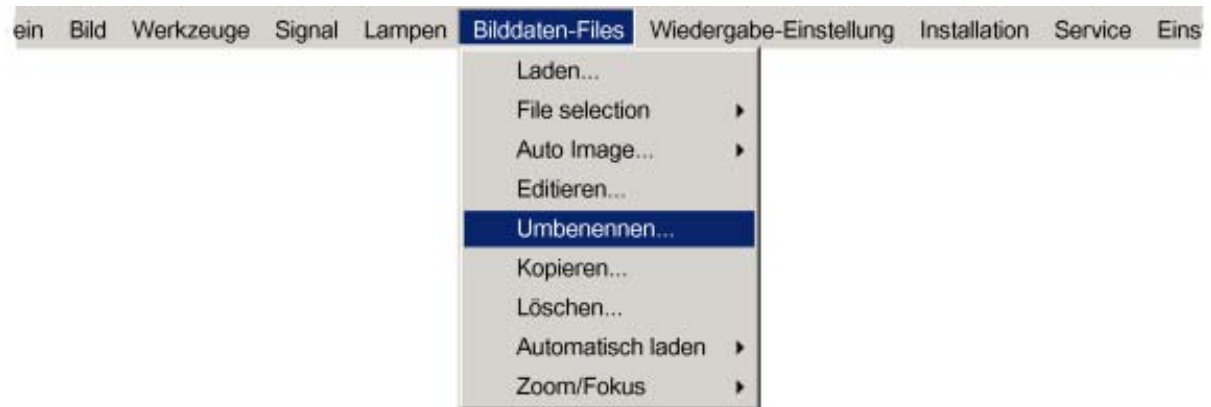 ein Bild Werkzeuge Signal Lampen Bilddaten-Files Wiedergabe-Einstellung Installation Service Eins
Laden...
File selection
Auto Image...
Editieren...
Umbenennen...
Kopieren...
Löschen...
Automatisch laden
Zoom/Fokus